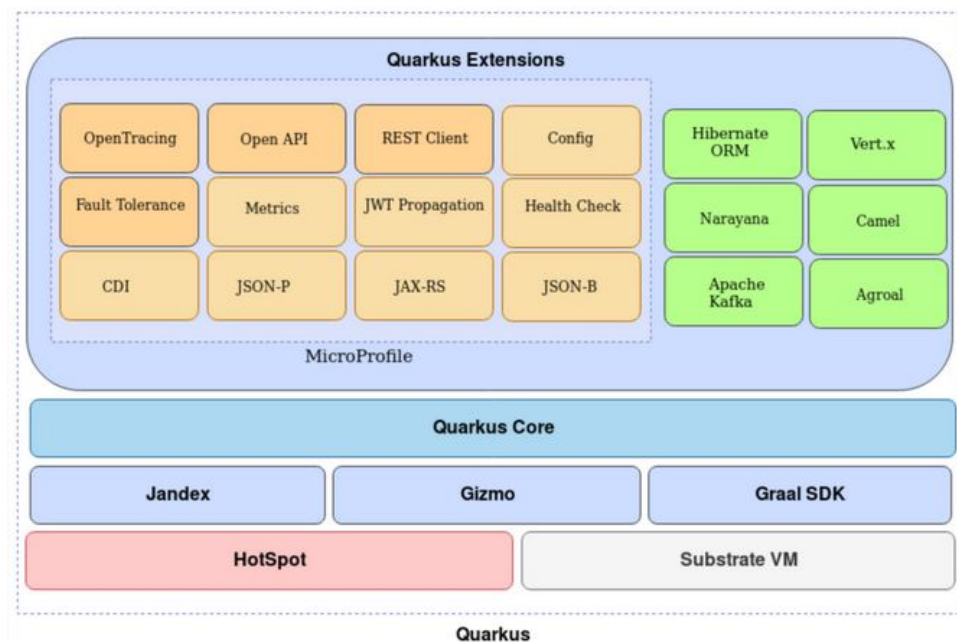 Quarkus Extensions
OpenTracing
Open API
REST Client
Config
Hibernate
ORM
Vert.x
Fault Tolerance
Metrics
JWT Propagation
Health Check
Narayana
Camel
CDI
JSON-P
JAX-RS
JSON-B
Apache
Kafka
Agroal
MicroProfile
Quarkus Core
Jandex
Gizmo
Graal SDK
HotSpot
Substrate VM
Quarkus